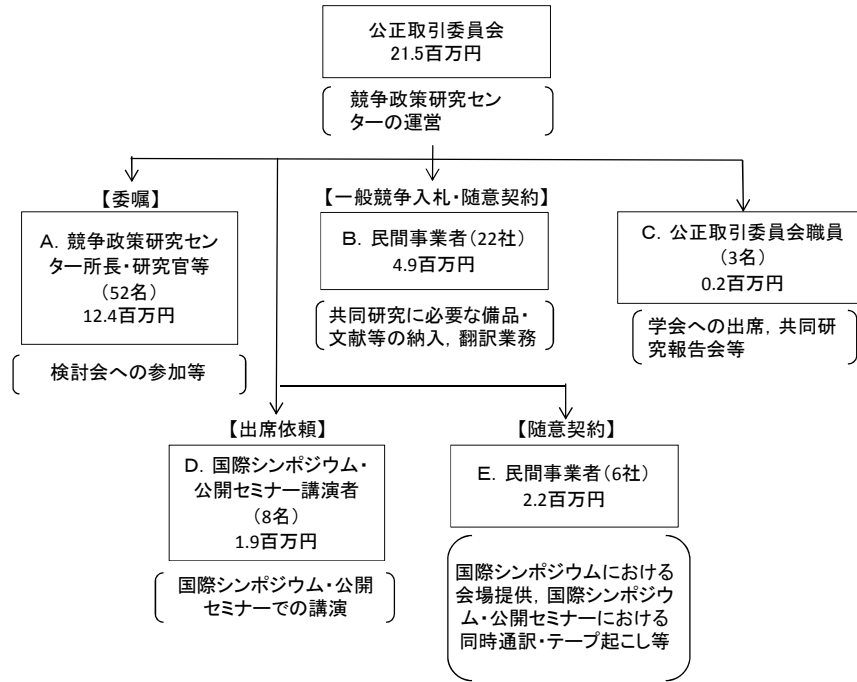 公正取引委員会
21.5百万円
競争政策研究セン
ターの運営
【委嘱】
A. 競争政策研究セン
ター所長・研究官等
(52名)
12.4百万円
検討会への参加等
【一般競争入札・随意契約】
B. 民間事業者(22社)
4.9百万円
共同研究に必要な備品・
文献等の納入,翻訳業務
C. 公正取引委員会職員
(3名)
0.2百万円
学会への出席,共同研
究報告会等
【出席依頼】
D. 国際シンポジウム・
公開セミナー講演者
(8名)
1.9百万円
国際シンポジウム・公開
セミナーでの講演
【随意契約】
E. 民間事業者(6社)
2.2百万円
国際シンポジウムにおける
会場提供,国際シンポジウ
ム・公開セミナーにおける
同時通訳・テープ起こし等